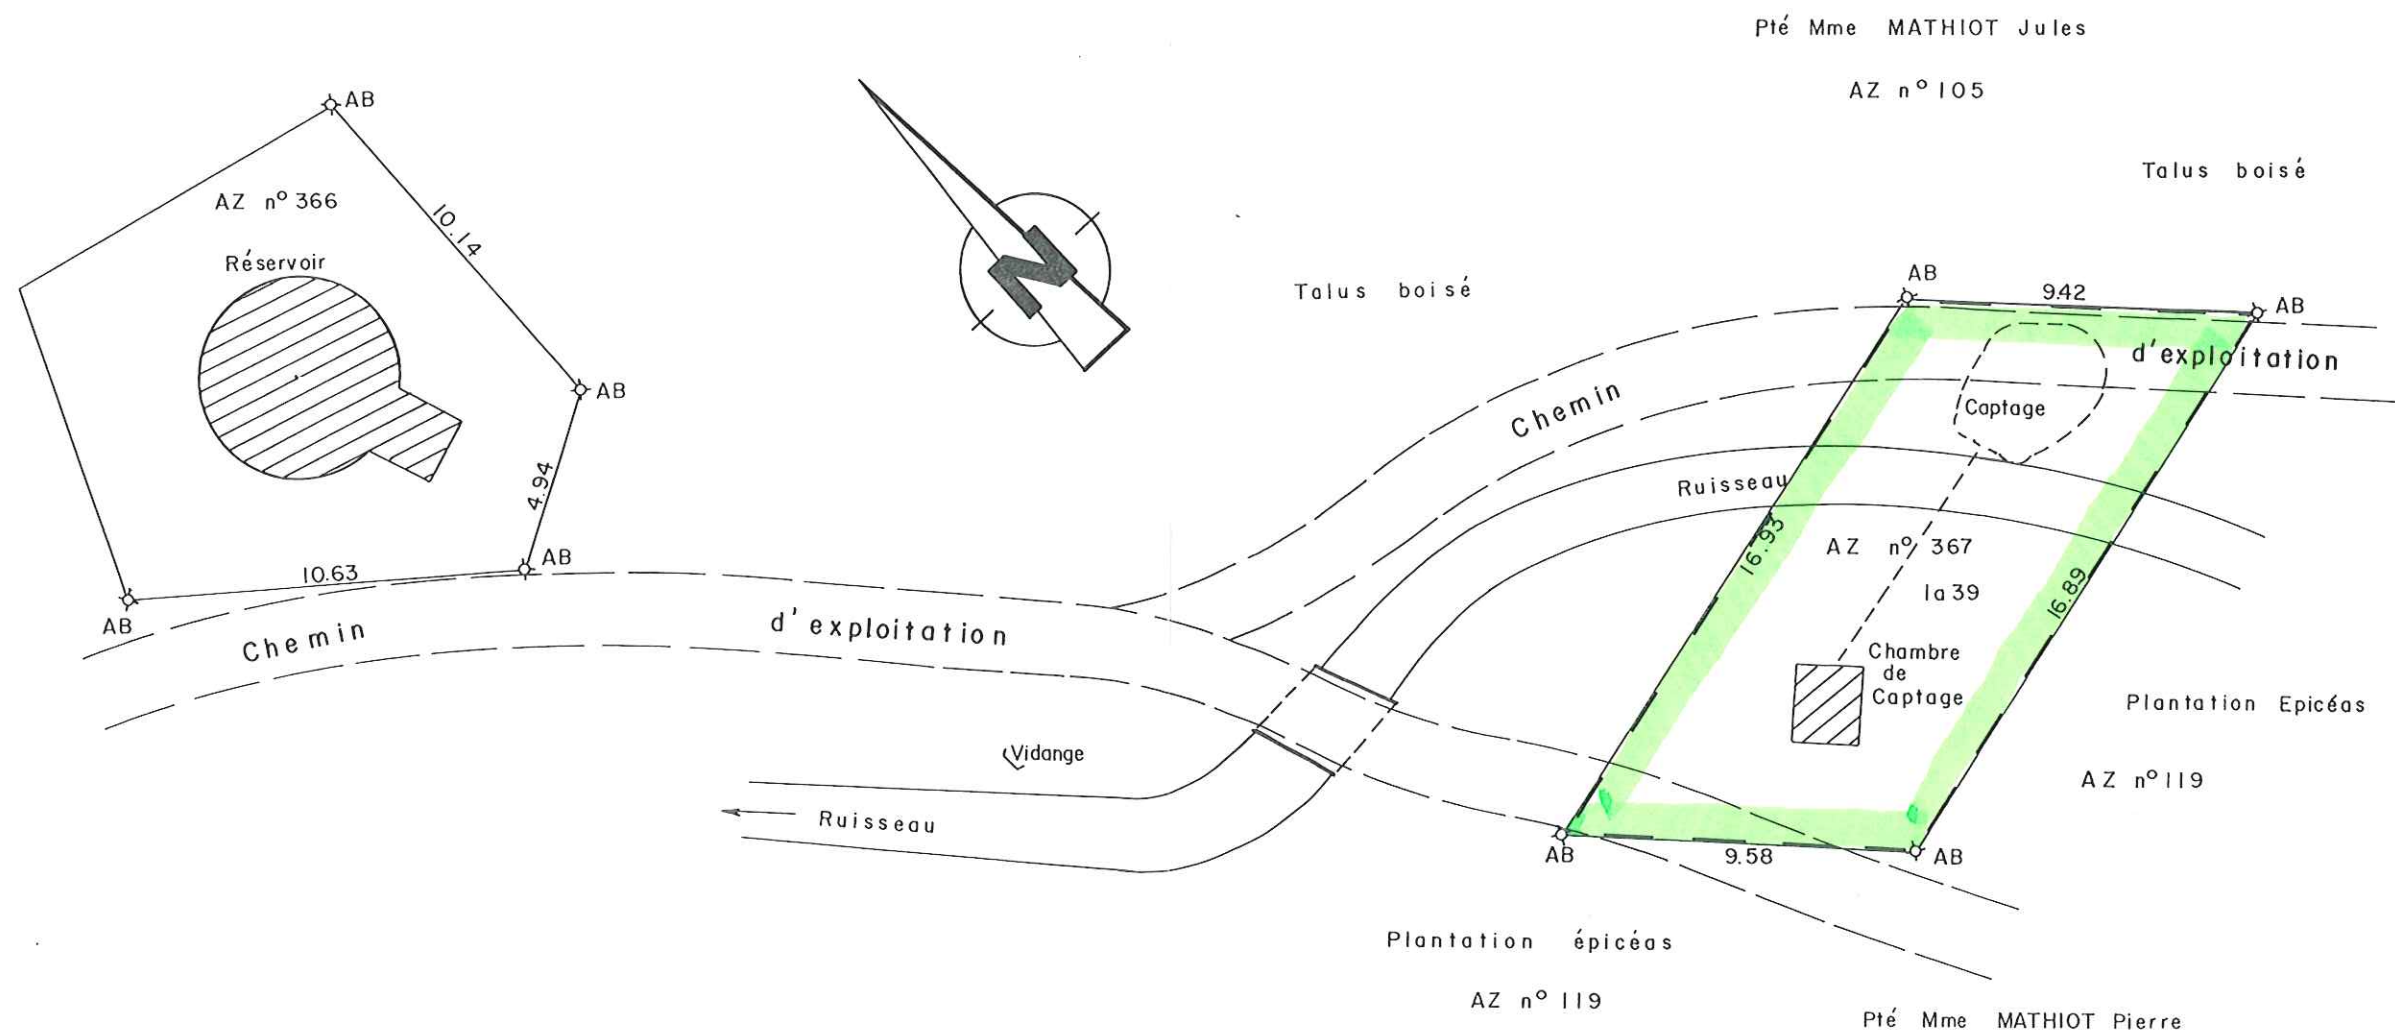 Pté Mme MATHIOT Jules
AZ n° 105
Talus boisé
AB
AZ n° 366
10.14
Réservoir
N
Talus boisé
AB
9.42
AB
d'exploitation
Chemin
Captage
AB
4.94
Ruisseau
16.93
AZ n° 367
1a39
16.89
AB
10.63
AB
Chemin
d'exploitation
Chambre
de
Captage
Plantation Epicéas
AZ n° 119
Vidange
Ruisseau
AB
9.58
AB
Plantation épicéas
AZ n° 119
Pté Mme MATHIOT Pierre